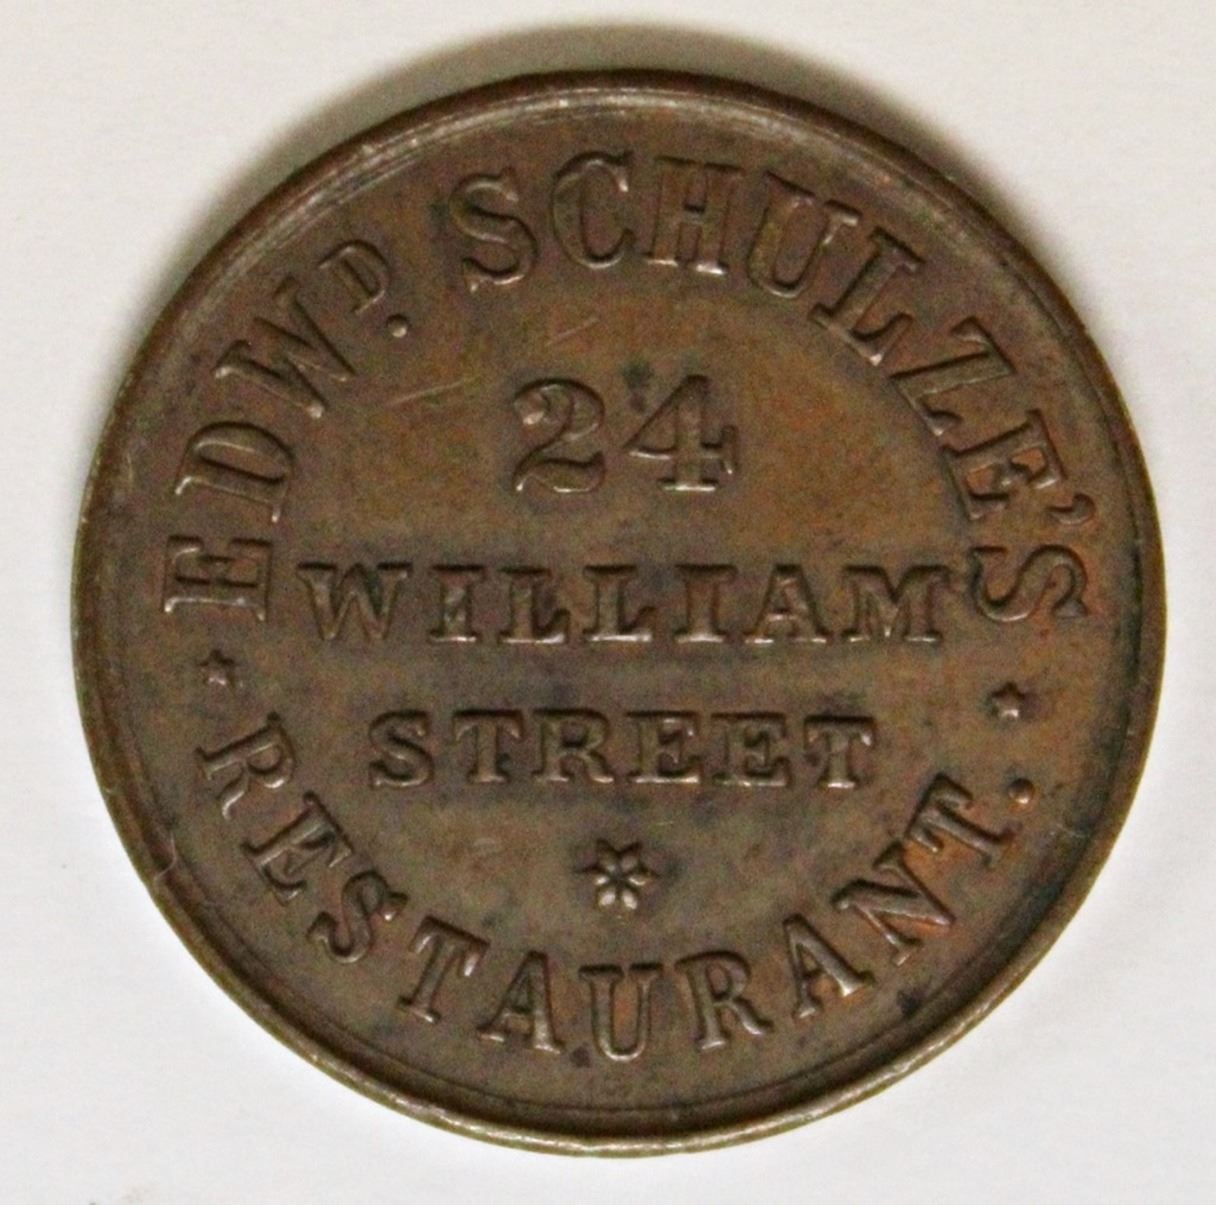 EDWD. SCHULZE'S
24
WILLIAM
STREET
RESTAURANT.